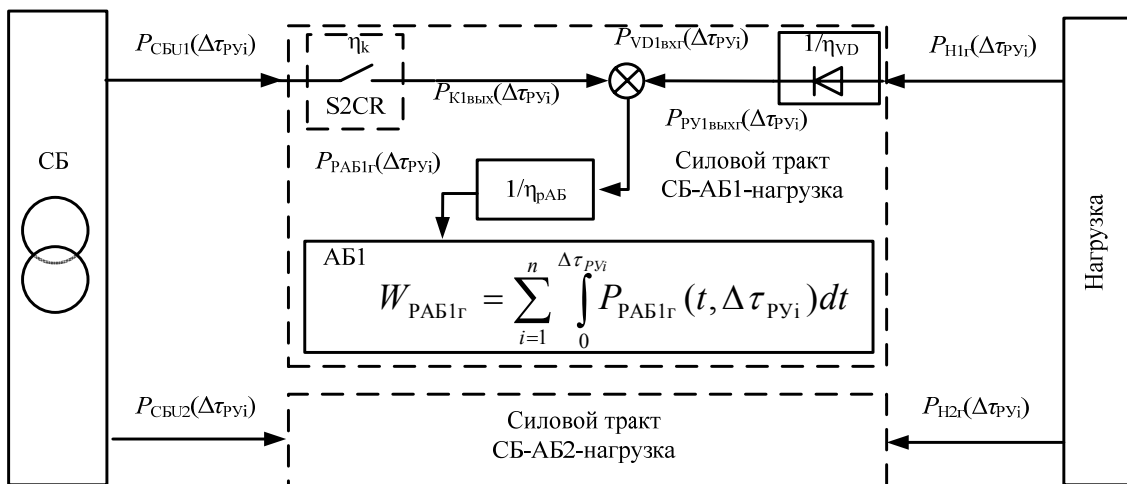 СБ
P_СБU1(Δτ_РУi)
η_k
S2CR
P_К1вых(Δτ_РУi)
P_VD1вхг(Δτ_РУi)
1/η_VD
P_Н1г(Δτ_РУi)
P_РУ1выхг(Δτ_РУi)
P_РАБ1г(Δτ_РУi)
1/η_рАБ
Силовой тракт
СБ-АБ1-нагрузка
АБ1
W_РАБ1г = ∑_{i=1}^{n} ∫_0^{Δτ_РУi} P_РАБ1г (t, Δτ_РУi)dt
P_СБU2(Δτ_РУi)
Силовой тракт
СБ-АБ2-нагрузка
P_Н2г(Δτ_РУi)
Нагрузка